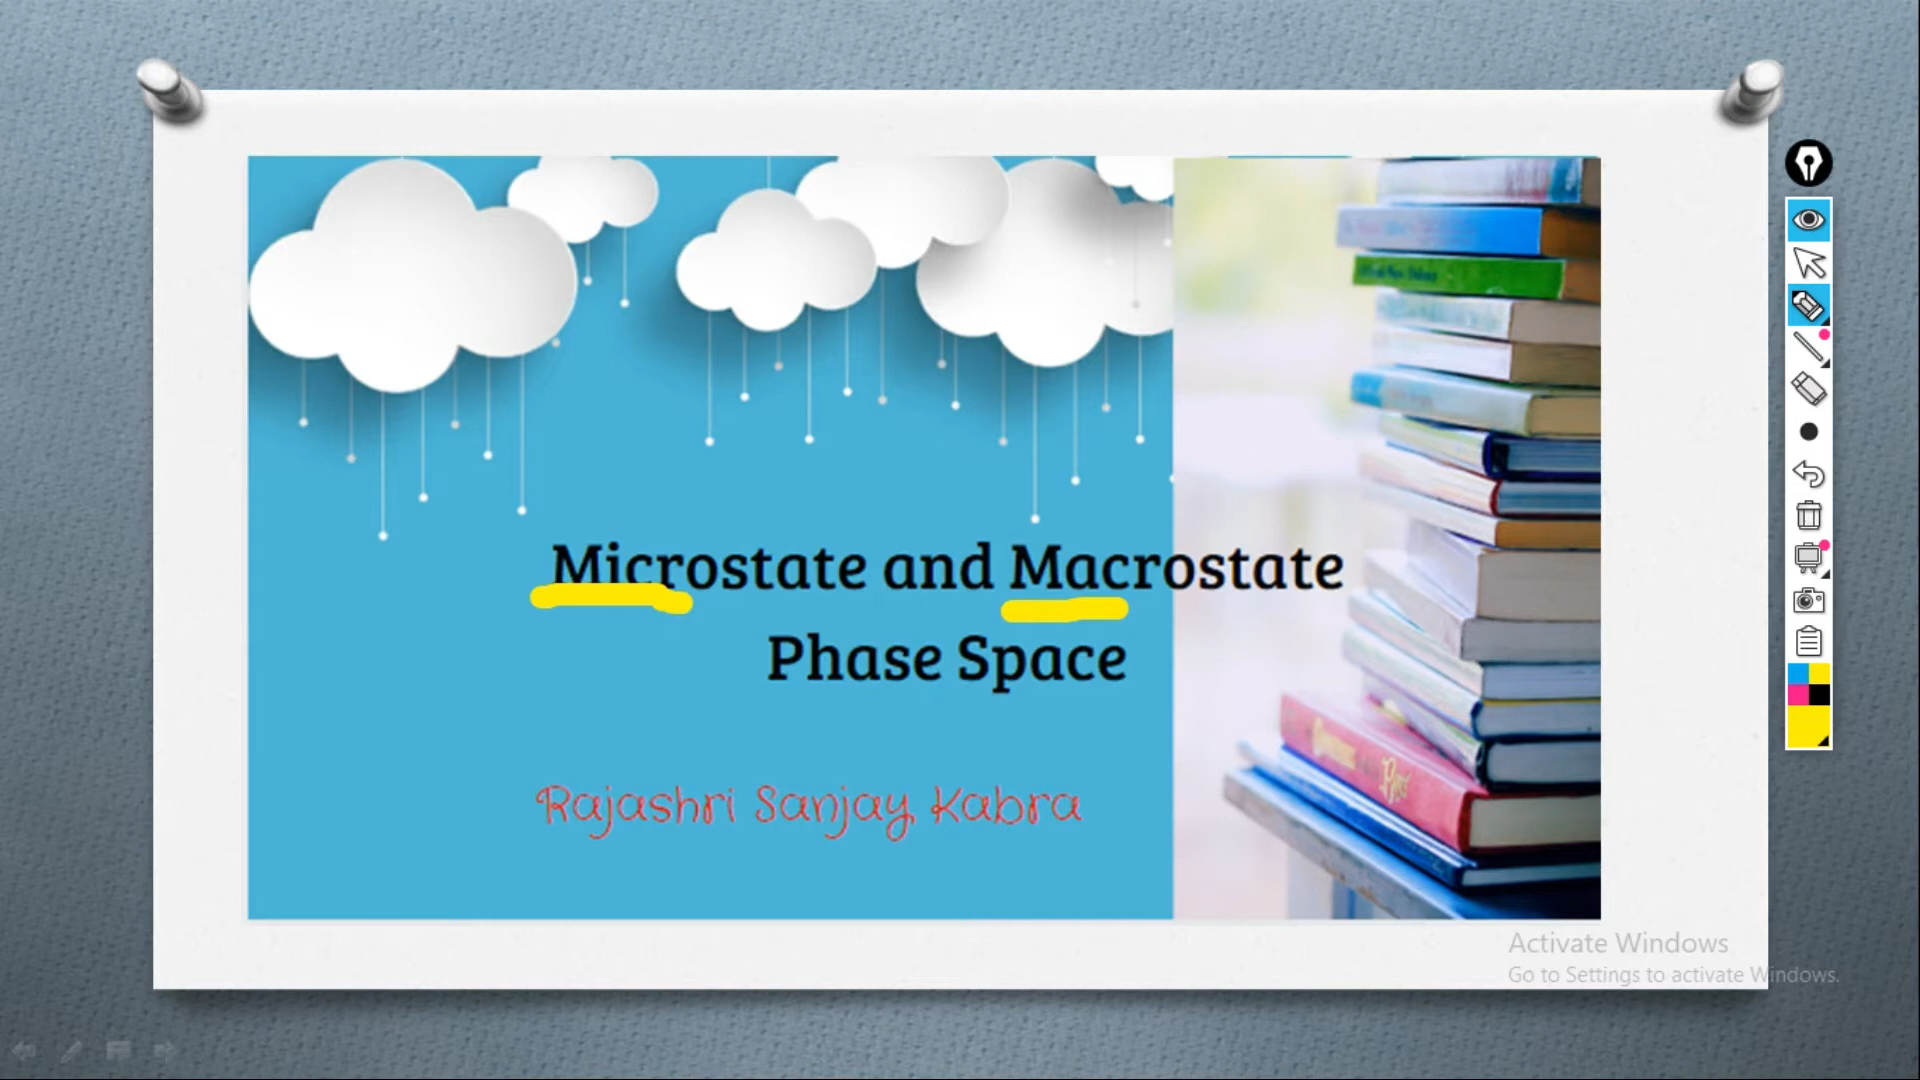 Microstate and Macrostate
Phase Space
Rajashri Sanjay Kabra
Activate Windows
Go to Settings to activate Windows.